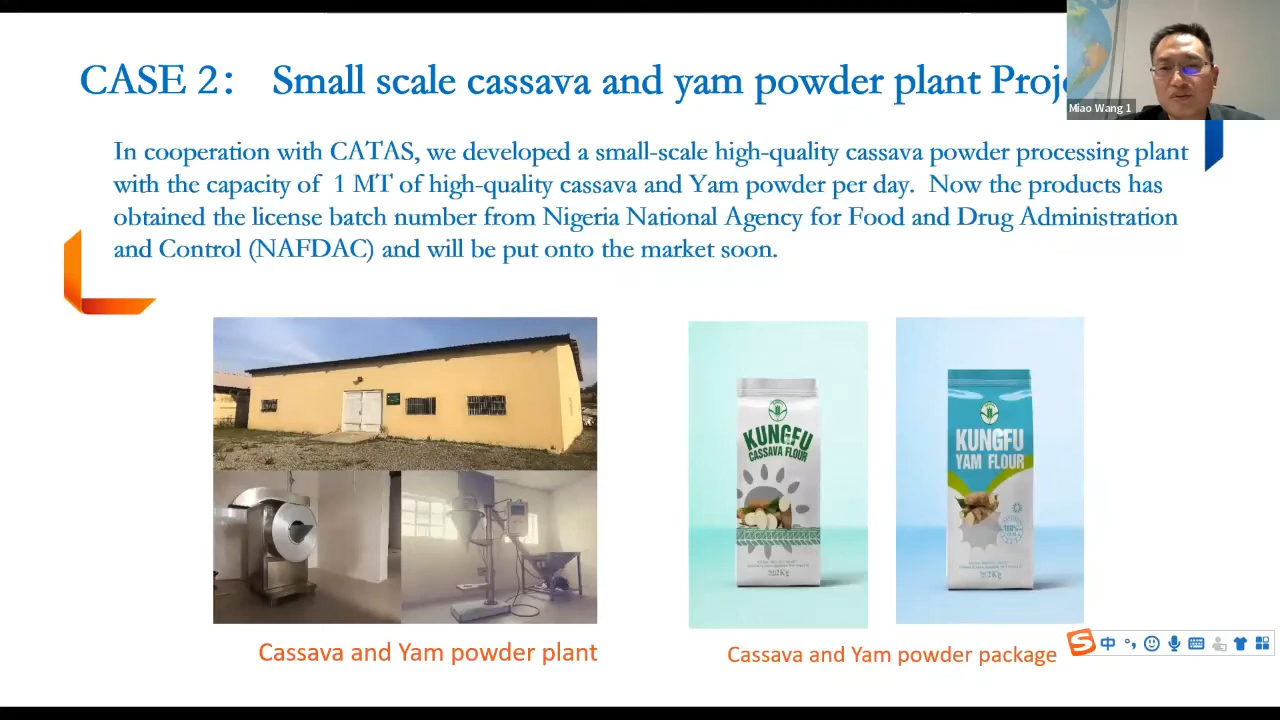 CASE 2: Small scale cassava and yam powder plant Proj
Miao Wang 1
In cooperation with CATAS, we developed a small-scale high-quality cassava powder processing plant
with the capacity of 1 MT of high-quality cassava and Yam powder per day. Now the products has
obtained the license batch number from Nigeria National Agency for Food and Drug Administration
and Control (NAFDAC) and will be put onto the market soon.
KUNGFU
CASSAVA FLOUR
KUNGFU
YAM FLOUR
100%
2Kg
2Kg
Cassava and Yam powder plant
Cassava and Yam powder package
中